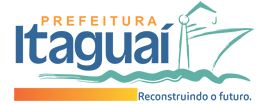 PREFEITURA
Itaguaí
Reconstruindo o futuro.